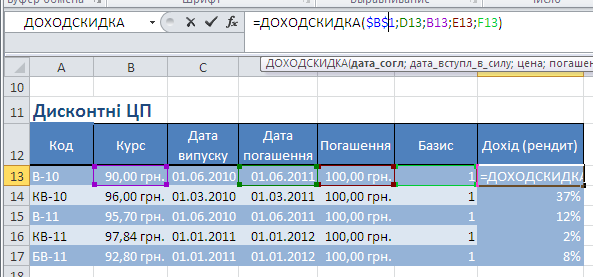 Буфер обмена Шрифт Выравнивание
ДОХОДСКИДКА =ДОХОДСКИДКА($B$1;D13;B13;E13;F13)
ДОХОДСКИДКА(дата_согл; дата_вступл_в_силу; цена; погашен
A B C D E F G
10
11 Дисконтні ЦП
12 Код Курс Дата випуску Дата погашення Погашення Базис Дохід (рендит)
13 В-10 90,00 грн. 01.06.2010 01.06.2011 100,00 грн. 1 =ДОХОДСКИДКА
14 КВ-10 96,00 грн. 01.03.2010 01.03.2011 100,00 грн. 1 37%
15 В-11 95,70 грн. 01.06.2010 01.06.2011 100,00 грн. 1 12%
16 КВ-11 97,84 грн. 01.01.2011 01.01.2012 100,00 грн. 1 2%
17 БВ-11 92,80 грн. 01.01.2011 01.01.2012 100,00 грн. 1 8%